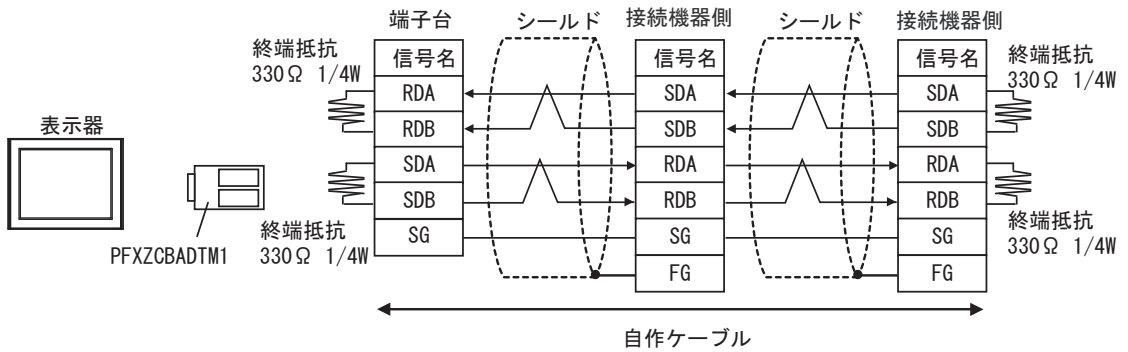 端子台
シールド
接続機器側
シールド
接続機器側
終端抵抗
330Ω 1/4W
信号名
信号名
信号名
終端抵抗
330Ω 1/4W
RDA
SDA
SDA
RDB
SDB
SDB
表示器
SDA
RDA
RDA
SDB
RDB
RDB
PFXZCBADTM1
終端抵抗
330Ω 1/4W
SG
SG
SG
終端抵抗
330Ω 1/4W
FG
FG
自作ケーブル